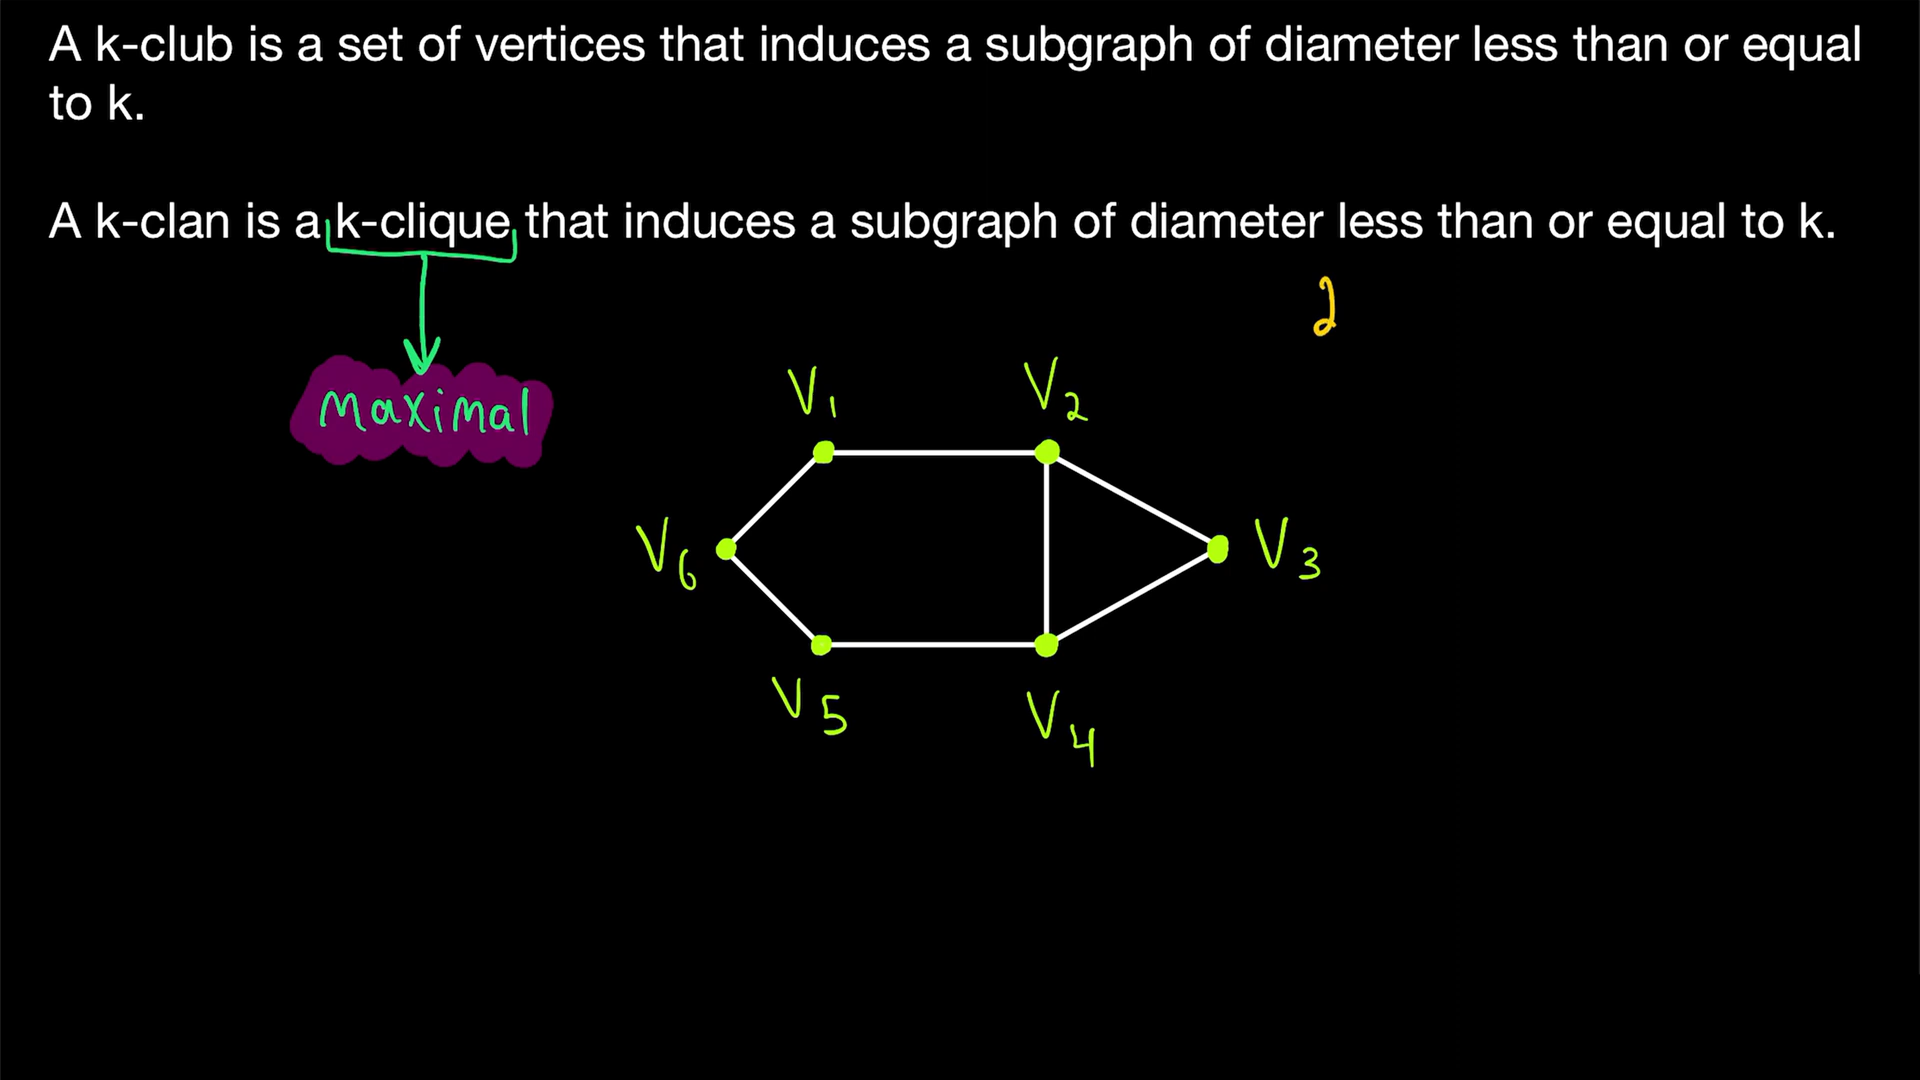 A k-club is a set of vertices that induces a subgraph of diameter less than or equal
to k.
A k-clan is a k-clique that induces a subgraph of diameter less than or equal to k.
2
Maximal
V1 V2
V6 V3
V5 V4